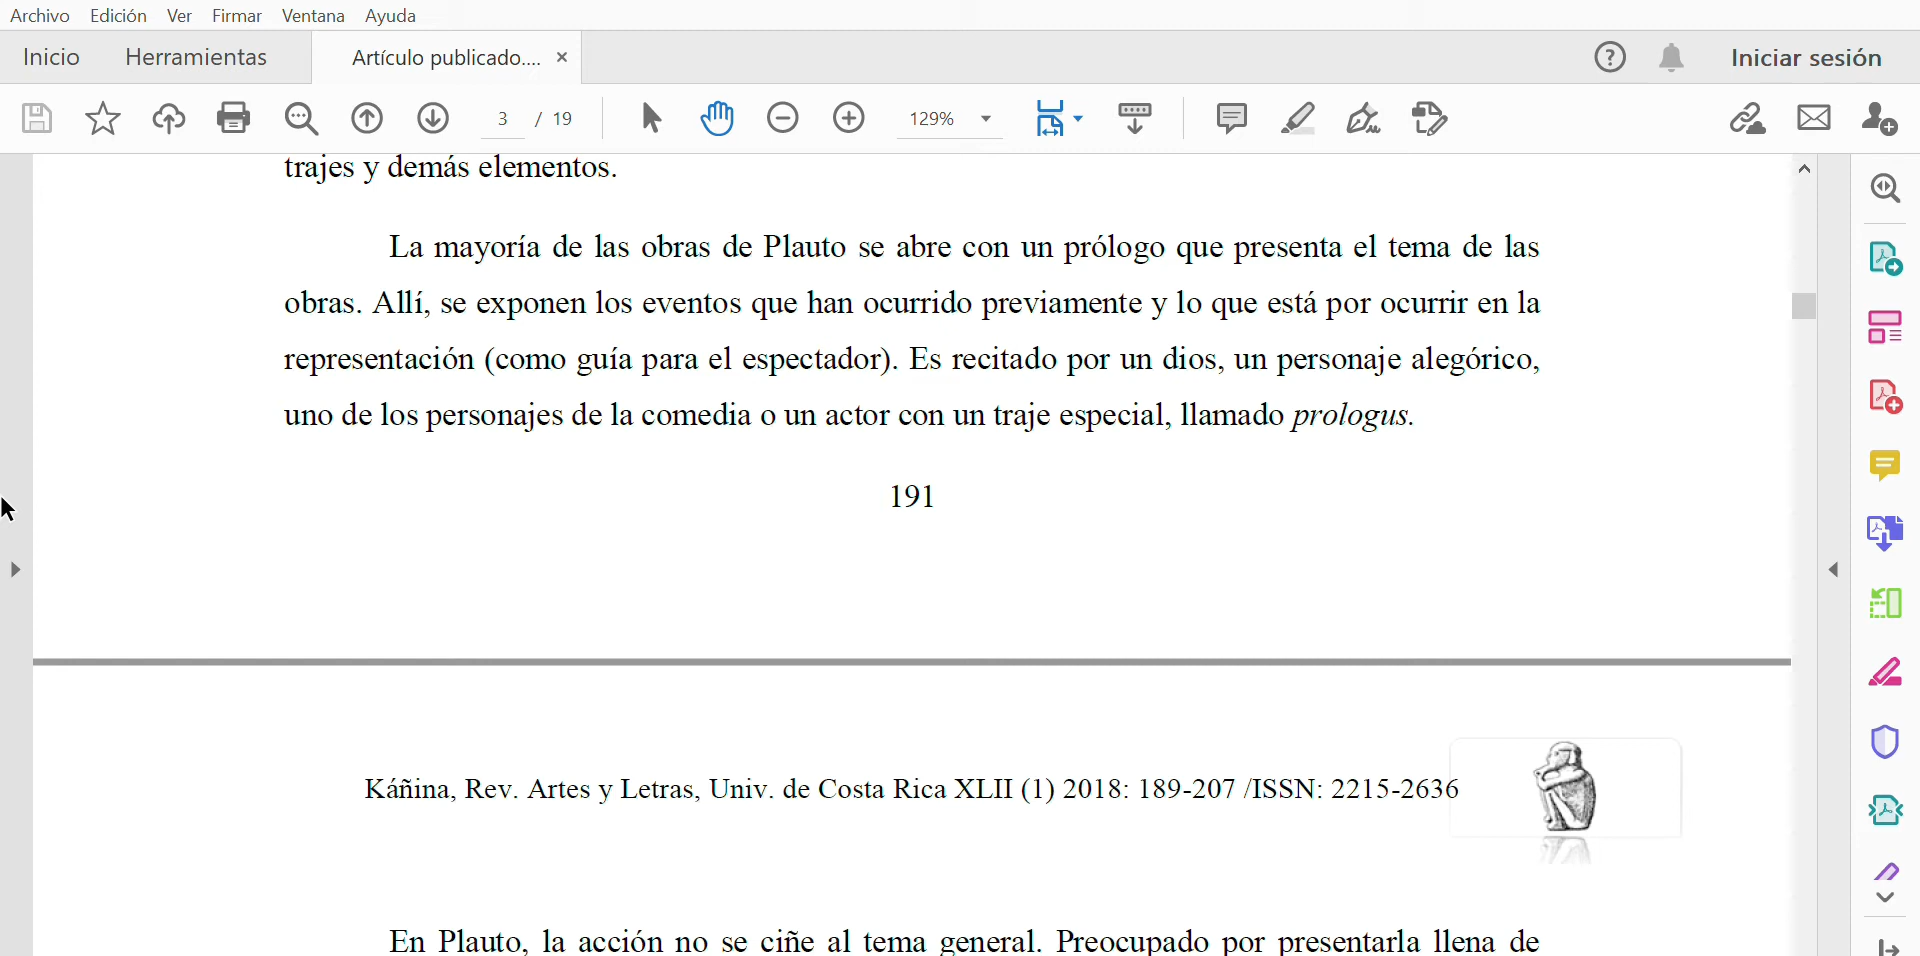 Archivo Edición Ver Firmar Ventana Ayuda
Inicio Herramientas Artículo publicado.... × Iniciar sesión
3 / 19 129%
trajes y demás elementos.
La mayoría de las obras de Plauto se abre con un prólogo que presenta el tema de las
obras. Allí, se exponen los eventos que han ocurrido previamente y lo que está por ocurrir en la
representación (como guía para el espectador). Es recitado por un dios, un personaje alegórico,
uno de los personajes de la comedia o un actor con un traje especial, llamado prologus.
191
Káñina, Rev. Artes y Letras, Univ. de Costa Rica XLII (1) 2018: 189-207 /ISSN: 2215-2636
En Plauto, la acción no se ciñe al tema general. Preocupado por presentarla llena de